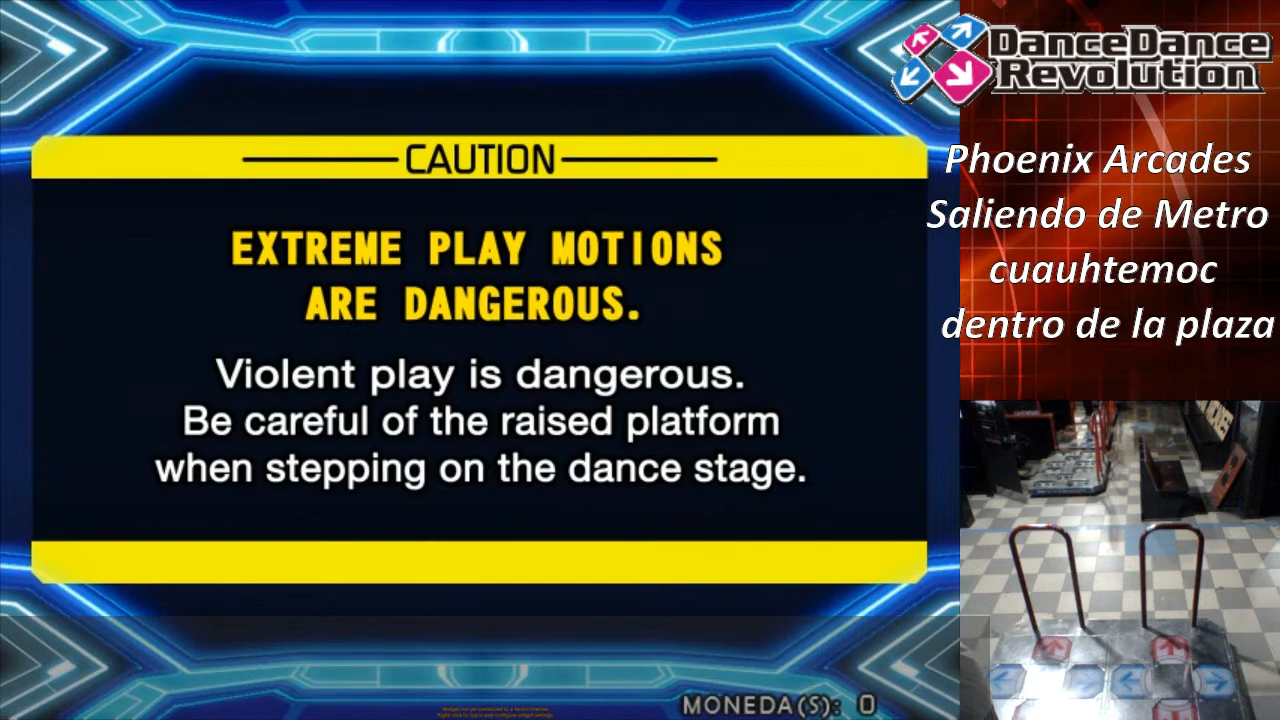 CAUTION
EXTREME PLAY MOTIONS
ARE DANGEROUS.
Violent play is dangerous.
Be careful of the raised platform
when stepping on the dance stage.
MONEDA(S): 0
DanceDance
Revolution
Phoenix Arcades
Saliendo de Metro
cuauhtemoc
dentro de la plaza